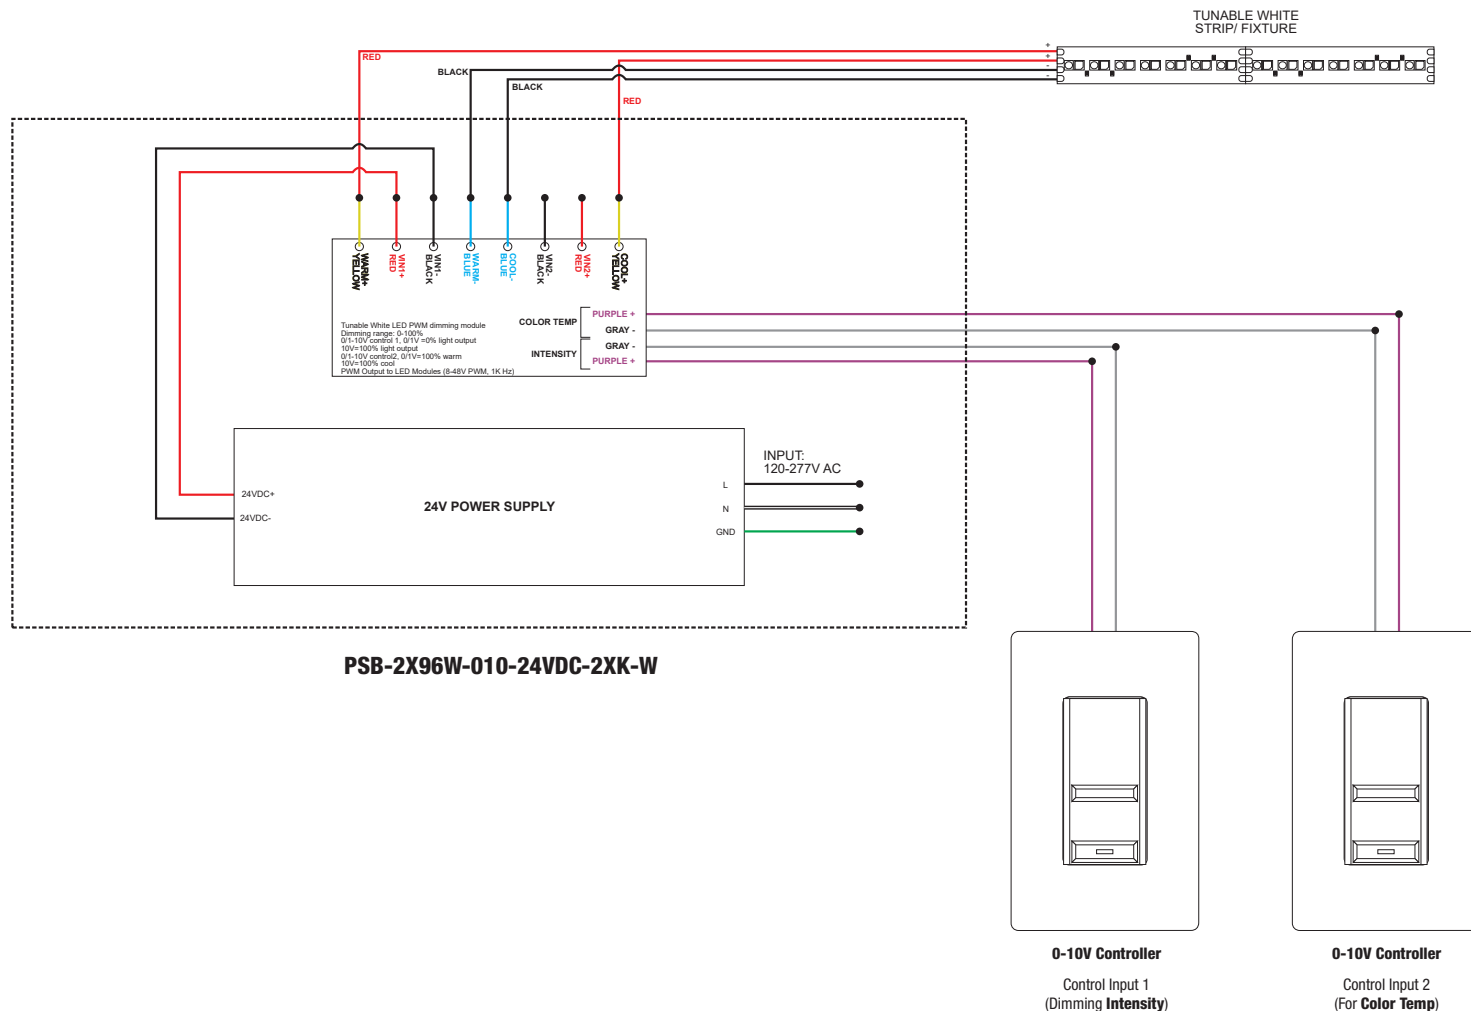 TUNABLE WHITE
STRIP/ FIXTURE
+
+
-
-
RED
BLACK
BLACK
RED
WARM+
YELLOW
VIN1+
RED
VIN1-
BLACK
WARM-
BLUE
COOL-
BLUE
VIN2-
BLACK
VIN2+
RED
COOL+
YELLOW
COLOR TEMP
PURPLE +
GRAY -
INTENSITY
GRAY -
PURPLE +
Tunable White LED PWM dimming module
Dimming range: 0-100%
0/1-10V control 1, 0/1V =0% light output
10V=100% light output
0/1-10V control2, 0/1V=100% warm
10V=100% cool
PWM Output to LED Modules (8-48V PWM, 1K Hz)
INPUT:
120-277V AC
24VDC+
24VDC-
24V POWER SUPPLY
L
N
GND
PSB-2X96W-010-24VDC-2XK-W
0-10V Controller
Control Input 1
(Dimming Intensity)
0-10V Controller
Control Input 2
(For Color Temp)